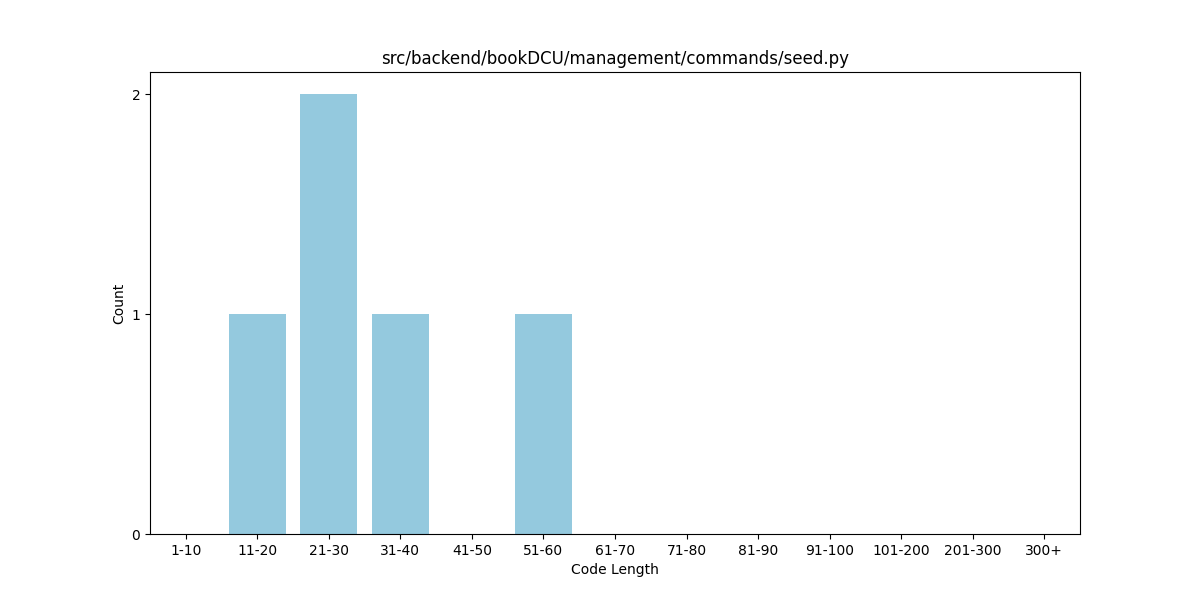 src/backend/bookDCU/management/commands/seed.py
2
1
0
Count
1-10 11-20 21-30 31-40 41-50 51-60 61-70 71-80 81-90 91-100 101-200 201-300 300+
Code Length